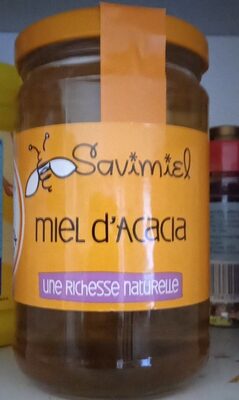 Savimiel
MIEL d'ACACIA
UNE RICHESSE NATURELLE